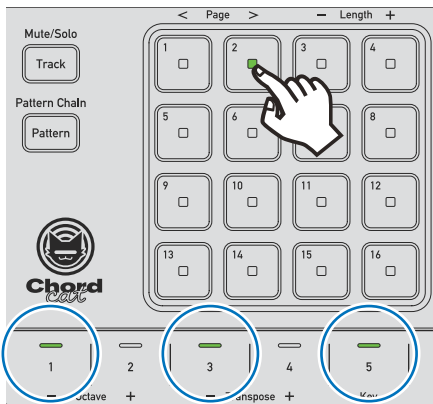 < Page > − Length +
Mute/Solo
Track
Pattern Chain
Pattern
1 2 3 4
5 6 8
9 10 11 12
13 14 15 16
Chord
cat
1 2 3 4 5
− Octave + − Transpose + Key